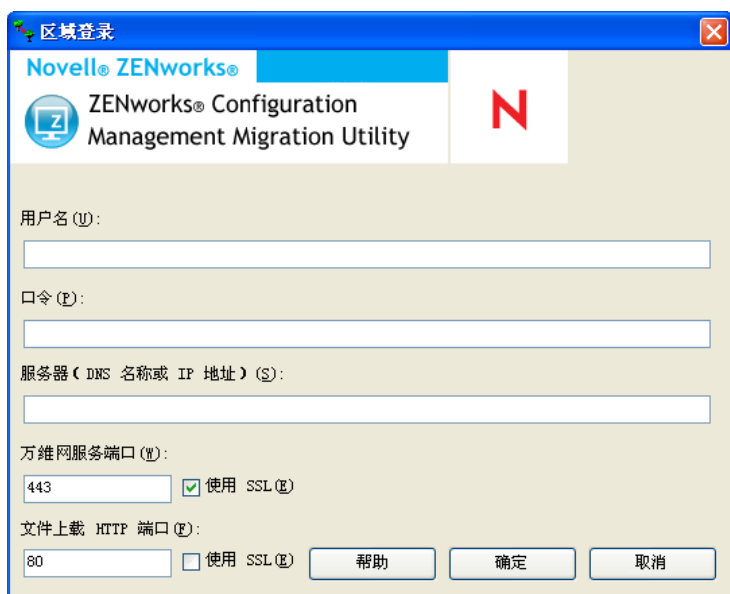 区域登录
Novell® ZENworks®
Z
ZENworks® Configuration
Management Migration Utility
N
用户名(U):
口令(P):
服务器(DNS 名称或 IP 地址)(S):
万维网服务端口(W):
443 使用 SSL(E)
文件上载 HTTP 端口(F):
80 使用 SSL(E) 帮助 确定 取消